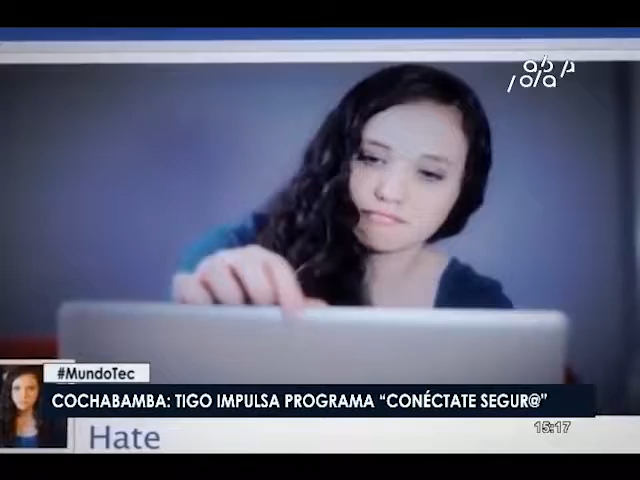 #MundoTec
COCHABAMBA: TIGO IMPULSA PROGRAMA “CONÉCTATE SEGUR@”
Hate
15:17